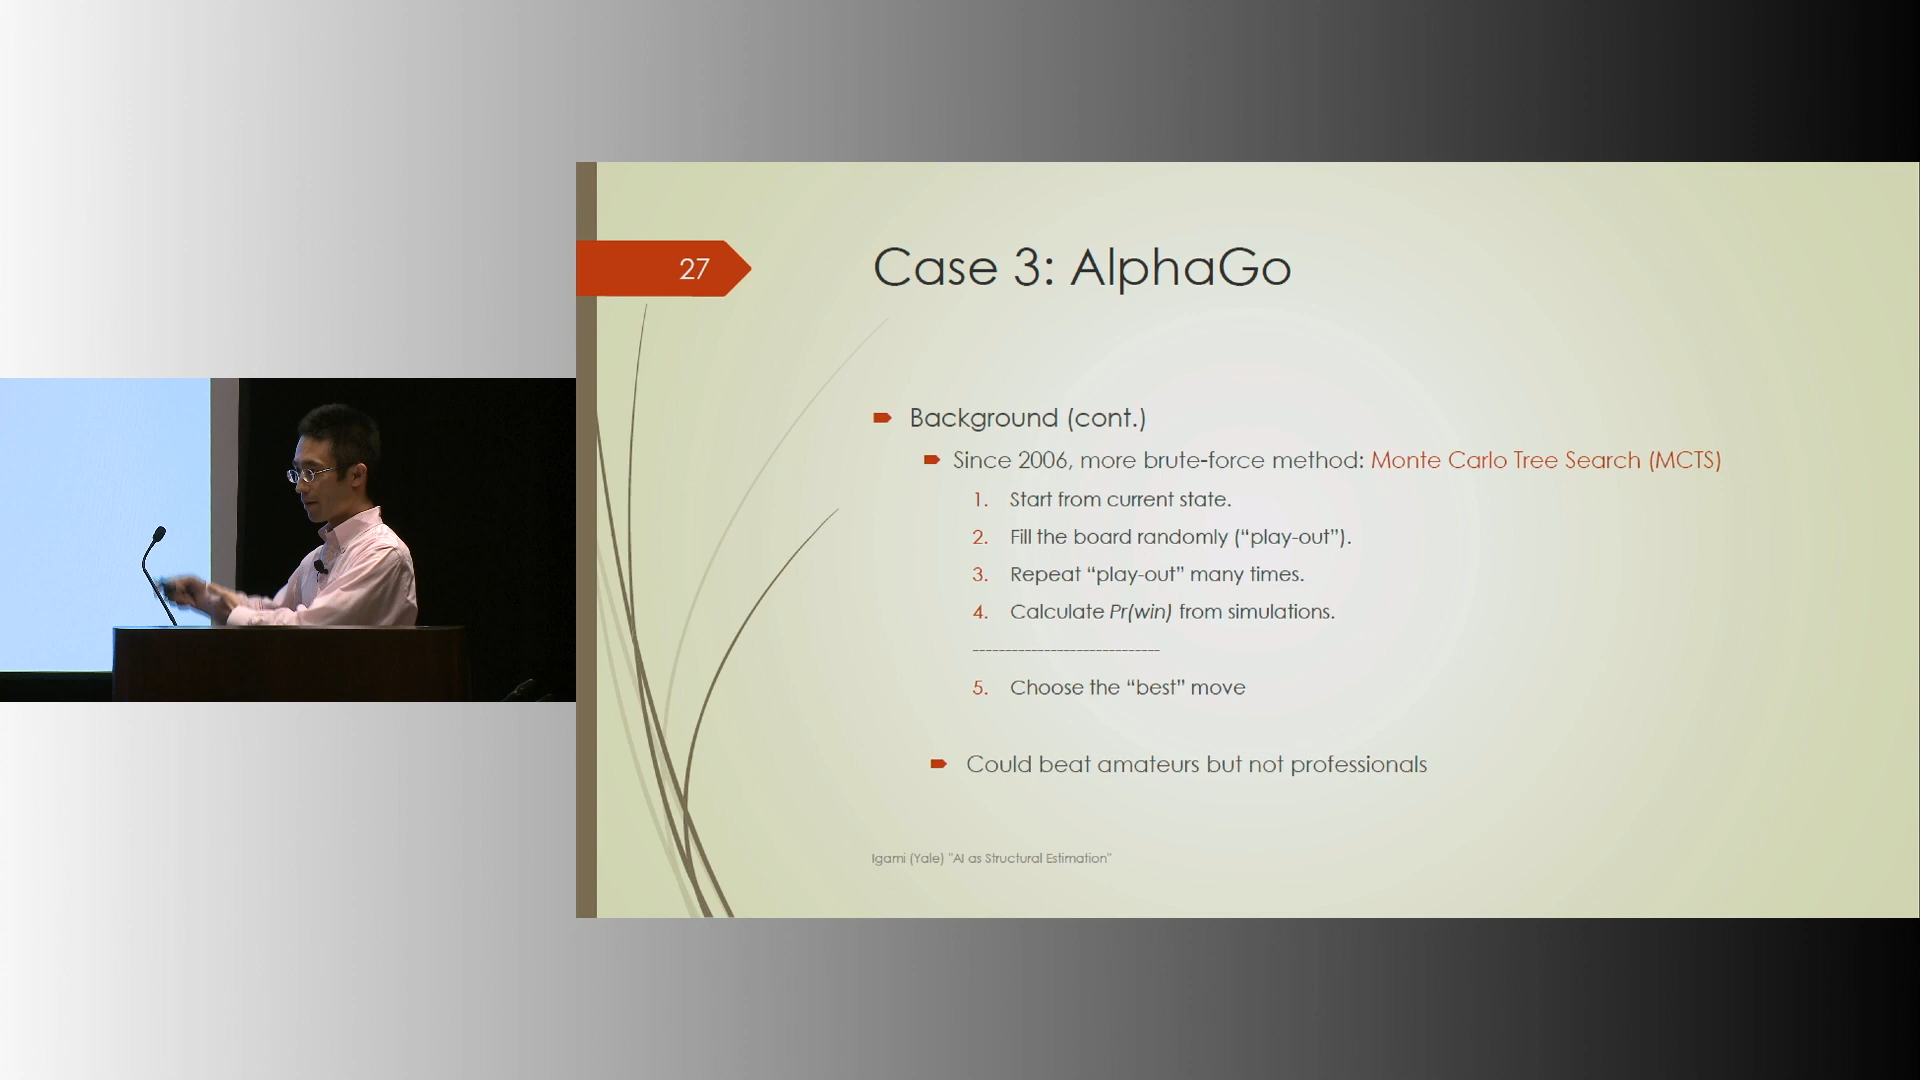 27
Case 3: AlphaGo
Background (cont.)
Since 2006, more brute-force method: Monte Carlo Tree Search (MCTS)
1. Start from current state.
2. Fill the board randomly (“play-out”).
3. Repeat “play-out” many times.
4. Calculate Pr(win) from simulations.
----------------------------
5. Choose the “best” move
Could beat amateurs but not professionals
Igami (Yale) "AI as Structural Estimation"